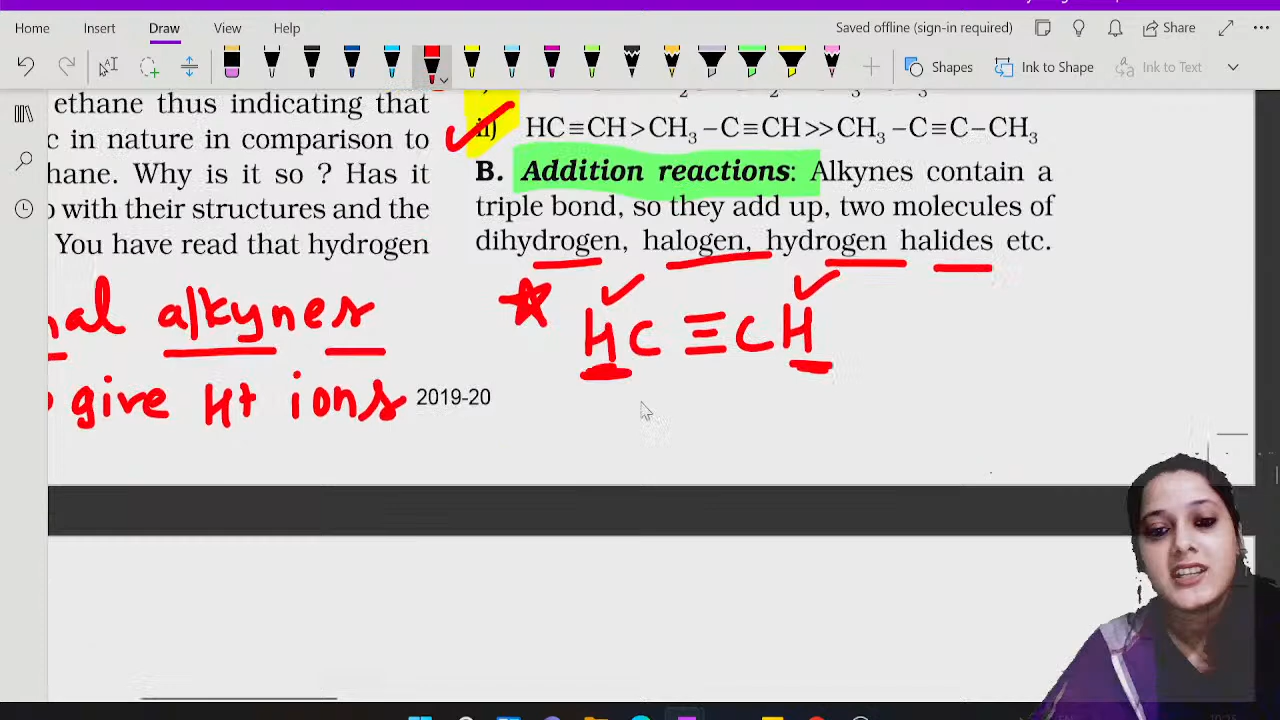 Home Insert Draw View Help Saved offline (sign-in required) Share
Shapes Ink to Shape Ink to Text
ethane thus indicating that
c in nature in comparison to
hane. Why is it so ? Has it
with their structures and the
You have read that hydrogen
ii) HC≡CH>CH₃–C≡CH>>CH₃–C≡C–CH₃
B. Addition reactions: Alkynes contain a
triple bond, so they add up, two molecules of
dihydrogen, halogen, hydrogen halides etc.
nal alkynes
give H+ ions
HC≡CH
2019-20